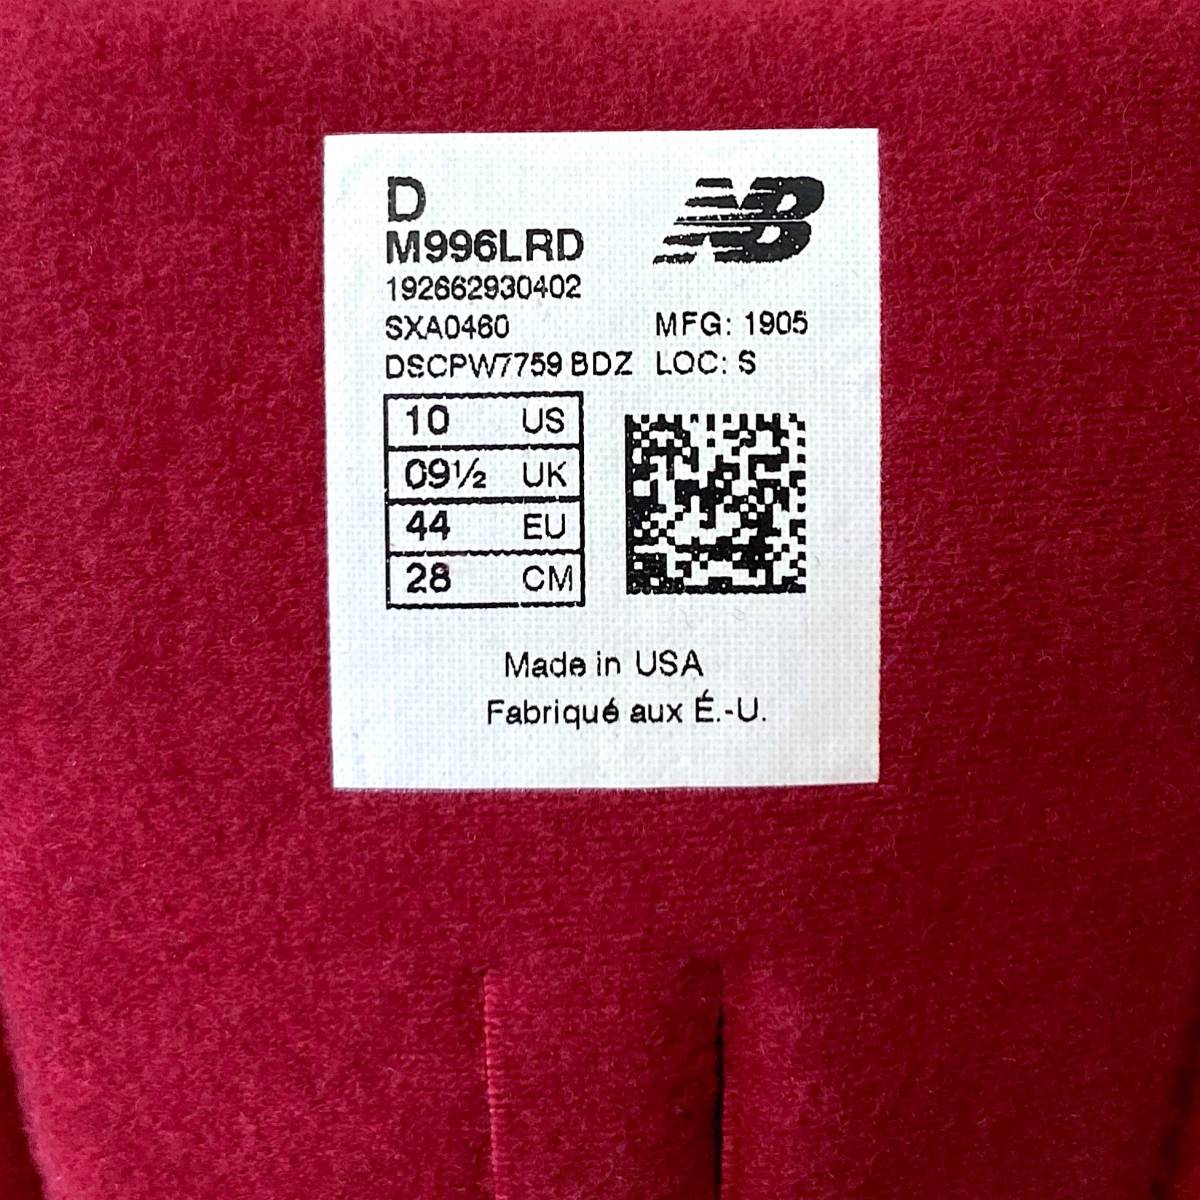 D
NB
M996LRD
192662930402
SXA0460 MFG: 1905
DSCPW7759 BDZ LOC: S
10 US
09½ UK
44 EU
28 CM
Made in USA
Fabriqué aux É.-U.